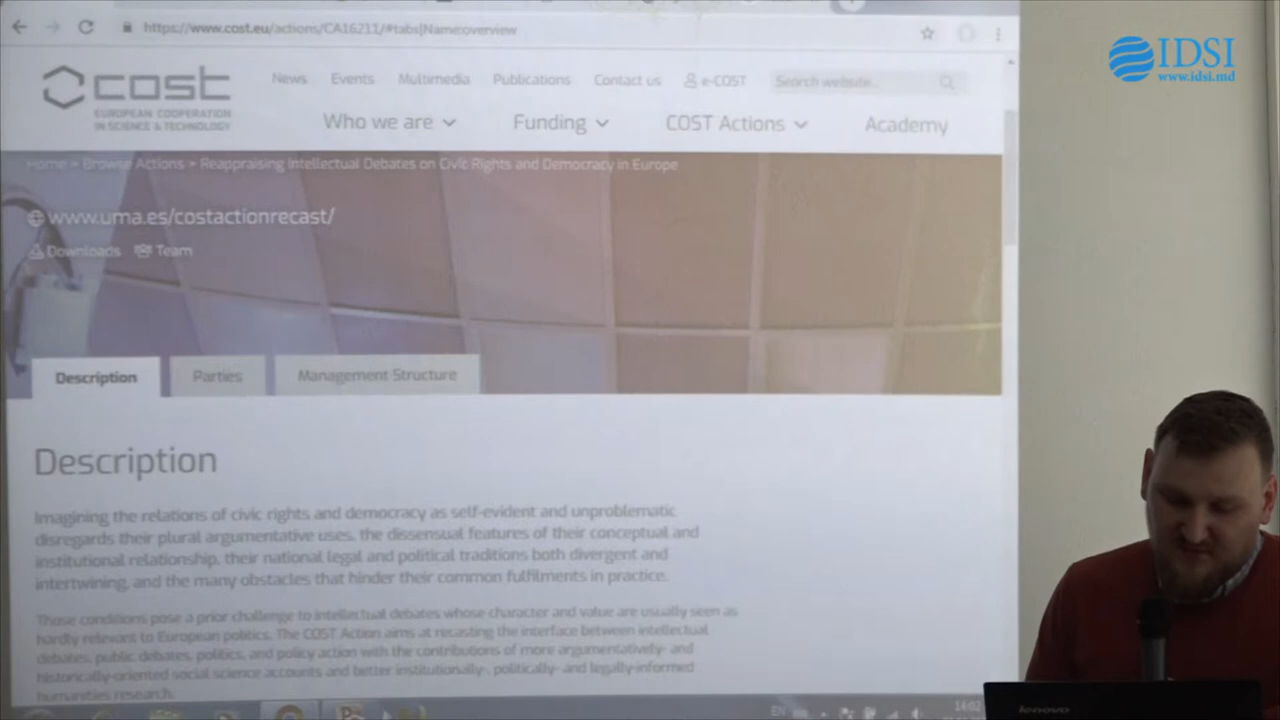 https://www.cost.eu/actions/CA16211/#tabs|Name:overview
IDSI
www.idsi.md
cost
EUROPEAN COOPERATION
IN SCIENCE & TECHNOLOGY
News Events Multimedia Publications Contact us e-COST Search website...
Who we are Funding COST Actions Academy
Home > Browse Actions > Reappraising Intellectual Debates on Civic Rights and Democracy in Europe
www.uma.es/costactionrecast/
Downloads Team
Description Parties Management Structure
Description
Imagining the relations of civic rights and democracy as self-evident and unproblematic
disregards their plural argumentative uses, the dissensual features of their conceptual and
institutional relationship, their national legal and political traditions both divergent and
intertwining, and the many obstacles that hinder their common fulfilments in practice.
Those conditions pose a prior challenge to intellectual debates whose character and value are usually seen as
hardly relevant to European politics. The COST Action aims at recasting the interface between intellectual
debates, public debates, politics, and policy action with the contributions of more argumentatively- and
historically-oriented social science accounts and better institutionally-, politically- and legally-informed
humanities research.
EN 14:02
lenovo